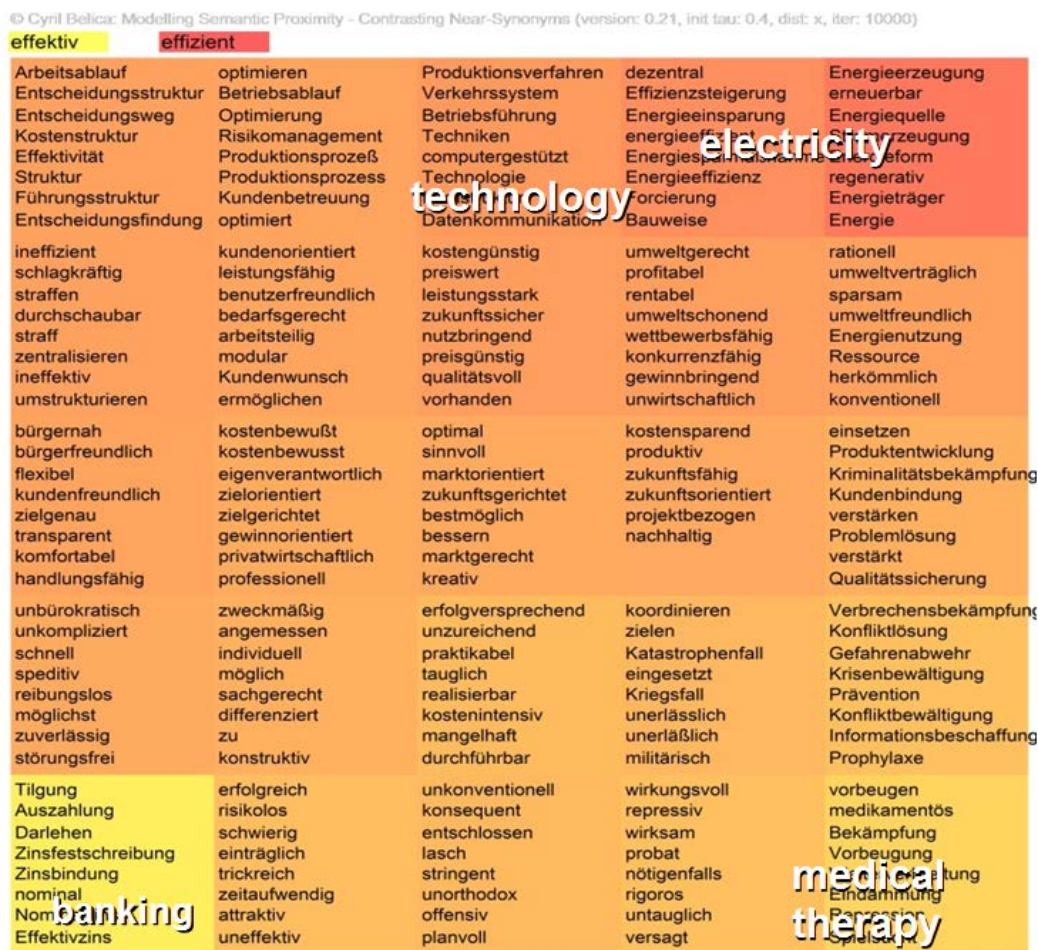 © Cyril Belica: Modelling Semantic Proximity - Contrasting Near-Synonyms (version: 0.21, init tau: 0.4, dist: x, iter: 10000)
effektiv effizient
Arbeitsablauf optimieren Produktionsverfahren dezentral Energieerzeugung
Entscheidungsstruktur Betriebsablauf Verkehrssystem Effizienzsteigerung erneuerbar
Entscheidungsweg Optimierung Betriebsführung Energieeinsparung Energiequelle
Kostenstruktur Risikomanagement Techniken
electricity
Effektivität Produktionsprozeß computergestützt
Struktur Produktionsprozess Technologie Energieeffizienz regenerativ
technology
Führungsstruktur Kundenbetreuung Forcierung Energieträger
Entscheidungsfindung optimiert Datenkommunikation Bauweise Energie
ineffizient kundenorientiert kostengünstig umweltgerecht rationell
schlagkräftig leistungsfähig preiswert profitabel umweltverträglich
straffen benutzerfreundlich leistungsstark rentabel sparsam
durchschaubar bedarfsgerecht zukunftssicher umweltschonend umweltfreundlich
straff arbeitsteilig nutzbringend wettbewerbsfähig Energienutzung
zentralisieren modular preisgünstig konkurrenzfähig Ressource
ineffektiv Kundenwunsch qualitätsvoll gewinnbringend herkömmlich
umstrukturieren ermöglichen vorhanden unwirtschaftlich konventionell
bürgernah kostenbewußt optimal kostensparend einsetzen
bürgerfreundlich kostenbewusst sinnvoll produktiv Produktentwicklung
flexibel eigenverantwortlich marktorientiert zukunftsfähig Kriminalitätsbekämpfung
kundenfreundlich zielorientiert zukunftsgerichtet zukunftsorientiert Kundenbindung
zielgenau zielgerichtet bestmöglich projektbezogen verstärken
transparent gewinnorientiert bessern nachhaltig Problemlösung
komfortabel privatwirtschaftlich marktgerecht verstärkt
handlungsfähig professionell kreativ Qualitätssicherung
unbürokratisch zweckmäßig erfolgversprechend koordinieren Verbrechensbekämpfung
unkompliziert angemessen unzureichend zielen Konfliktlösung
schnell individuell praktikabel Katastrophenfall Gefahrenabwehr
speditiv möglich tauglich eingesetzt Krisenbewältigung
reibungslos sachgerecht realisierbar Kriegsfall Prävention
möglichst differenziert kostenintensiv unerlässlich Konfliktbewältigung
zuverlässig zu mangelhaft unerläßlich Informationsbeschaffung
störungsfrei konstruktiv durchführbar militärisch Prophylaxe
Tilgung erfolgreich unkonventionell wirkungsvoll vorbeugen
Auszahlung risikolos konsequent repressiv medikamentös
Darlehen schwierig entschlossen wirksam Bekämpfung
Zinsfestschreibung einträglich lasch probat Vorbeugung
Zinsbindung trickreich stringent nötigenfalls
medical
nominal zeitaufwendig unorthodox rigoros Eindämmung
banking attraktiv offensiv untauglich
therapy
Effektivzins uneffektiv planvoll versagt